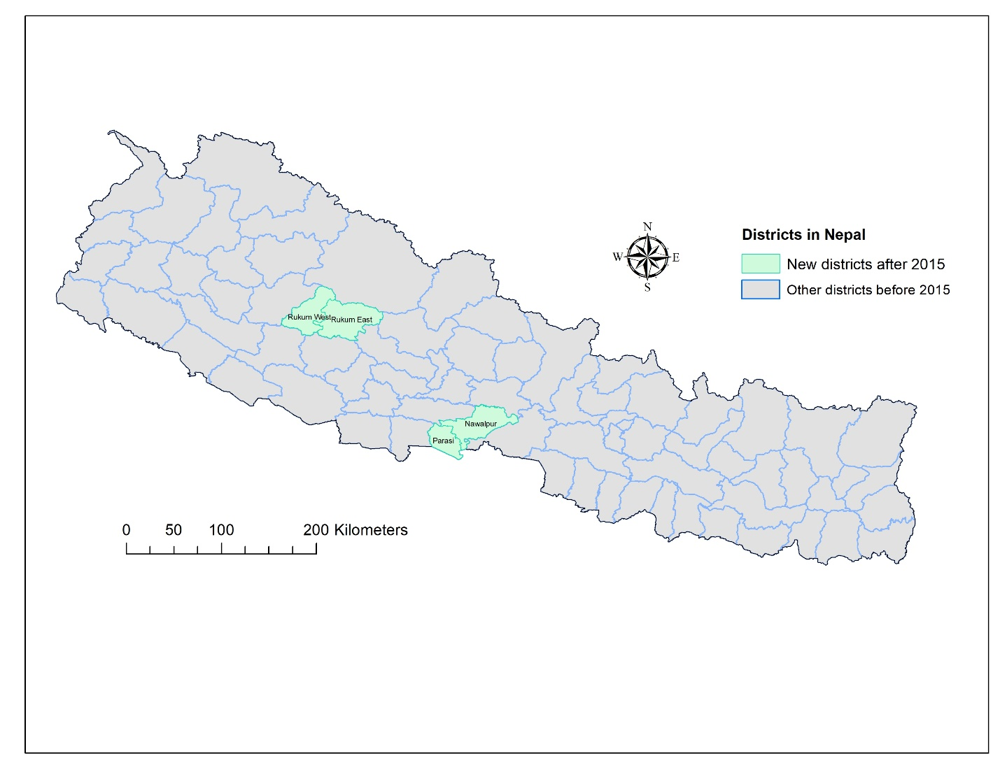 N
W E
S
Districts in Nepal
New districts after 2015
Other districts before 2015
Rukum West
Rukum East
Nawalpur
Parasi
0 50 100 200 Kilometers